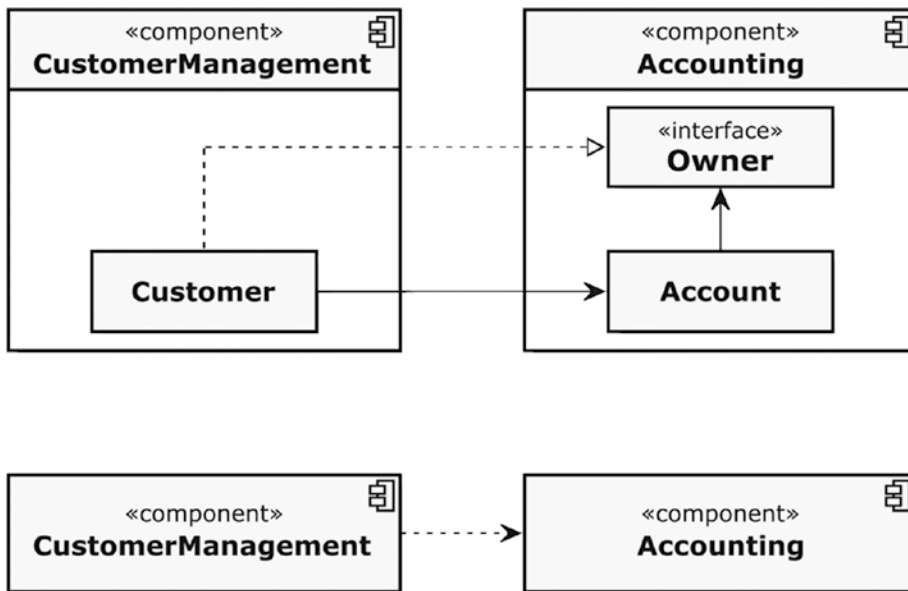 «component»
CustomerManagement
«component»
Accounting
«interface»
Owner
Customer
Account
«component»
CustomerManagement
«component»
Accounting